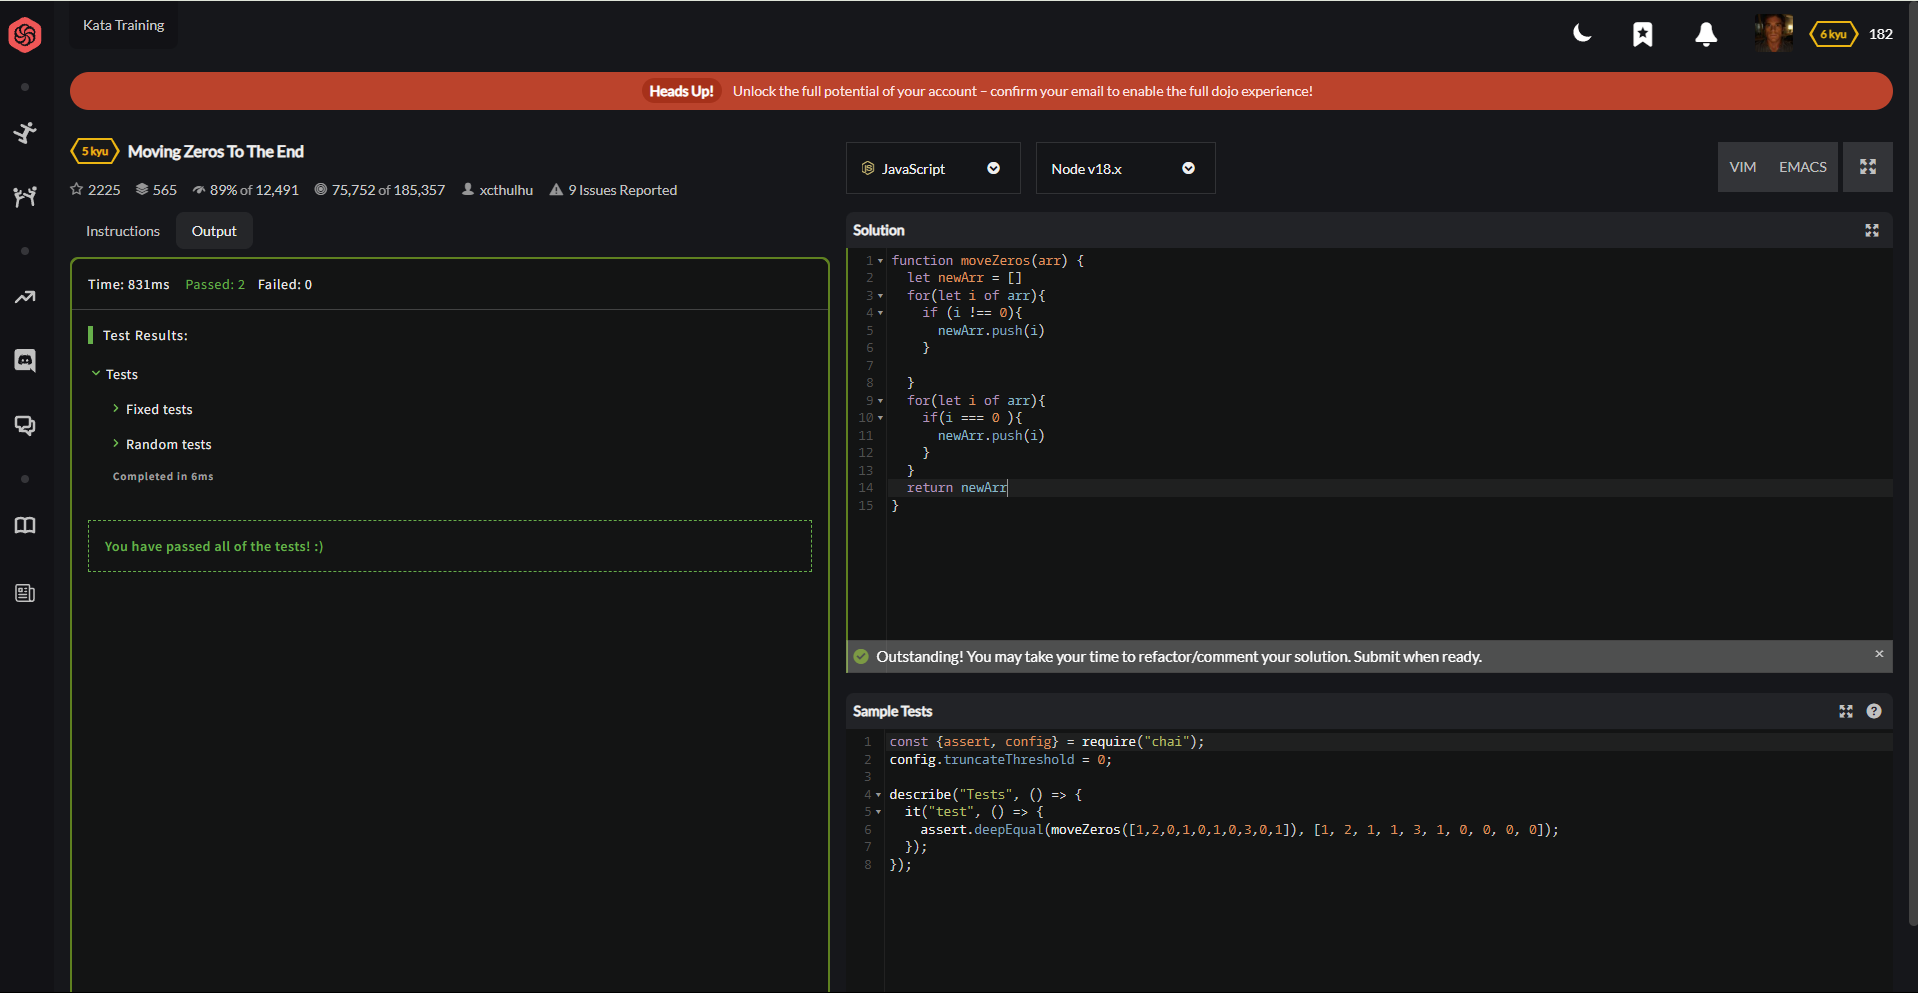 Kata Training
6 kyu 182
Heads Up! Unlock the full potential of your account – confirm your email to enable the full dojo experience!
5 kyu Moving Zeros To The End
2225 565 89% of 12,491 75,752 of 185,357 xcthulhu 9 Issues Reported
Instructions Output
Time: 831ms Passed: 2 Failed: 0
Test Results:
Tests
Fixed tests
Random tests
Completed in 6ms
You have passed all of the tests! :)
JavaScript Node v18.x VIM EMACS
Solution
1 function moveZeros(arr) {
2   let newArr = []
3   for(let i of arr){
4     if (i !== 0){
5       newArr.push(i)
6     }
7
8   }
9   for(let i of arr){
10     if(i === 0 ){
11       newArr.push(i)
12     }
13   }
14   return newArr
15 }
Outstanding! You may take your time to refactor/comment your solution. Submit when ready. ×
Sample Tests ?
1 const {assert, config} = require("chai");
2 config.truncateThreshold = 0;
3
4 describe("Tests", () => {
5   it("test", () => {
6     assert.deepEqual(moveZeros([1,2,0,1,0,1,0,3,0,1]), [1, 2, 1, 1, 3, 1, 0, 0, 0, 0]);
7   });
8 });